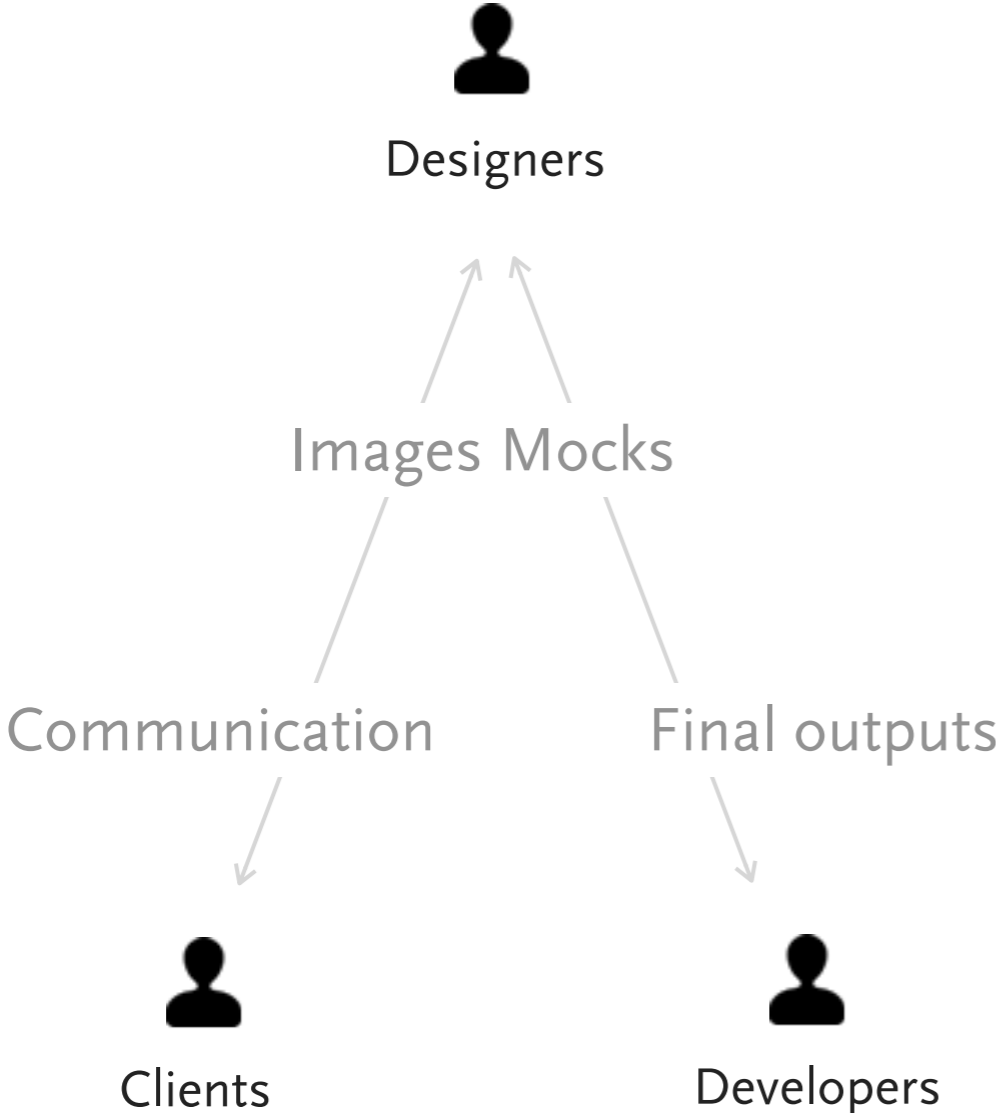 Designers
Images Mocks
Communication
Final outputs
Clients
Developers